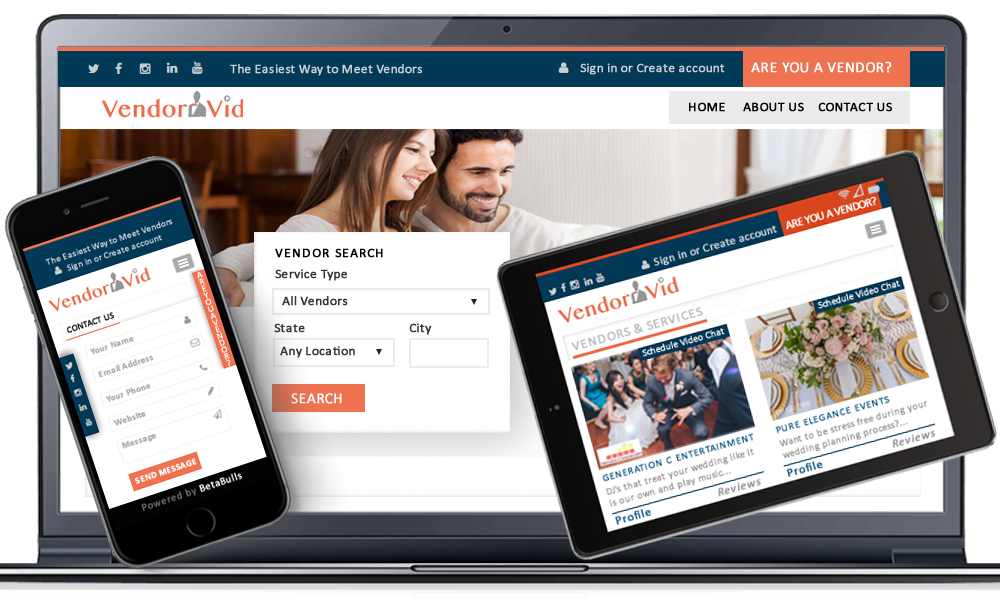 The Easiest Way to Meet Vendors
Sign in or Create account
ARE YOU A VENDOR?
VendorVid
HOME ABOUT US CONTACT US
VENDOR SEARCH
Service Type
All Vendors
State City
Any Location
SEARCH
The Easiest Way to Meet Vendors
Sign in or Create account
VendorVid
ARE YOU A VENDOR?
CONTACT US
Your Name
Email Address
Your Phone
Website
Message
SEND MESSAGE
Powered by BetaBulls
Sign in or Create account
ARE YOU A VENDOR?
VendorVid
VENDORS & SERVICES
Schedule Video Chat
GENERATION C ENTERTAINMENT
DJ's that treat your wedding like it
is our own and play music...
Reviews
Profile
Schedule Video Chat
PURE ELEGANCE EVENTS
Want to be stress free during your
wedding planning process?...
Reviews
Profile